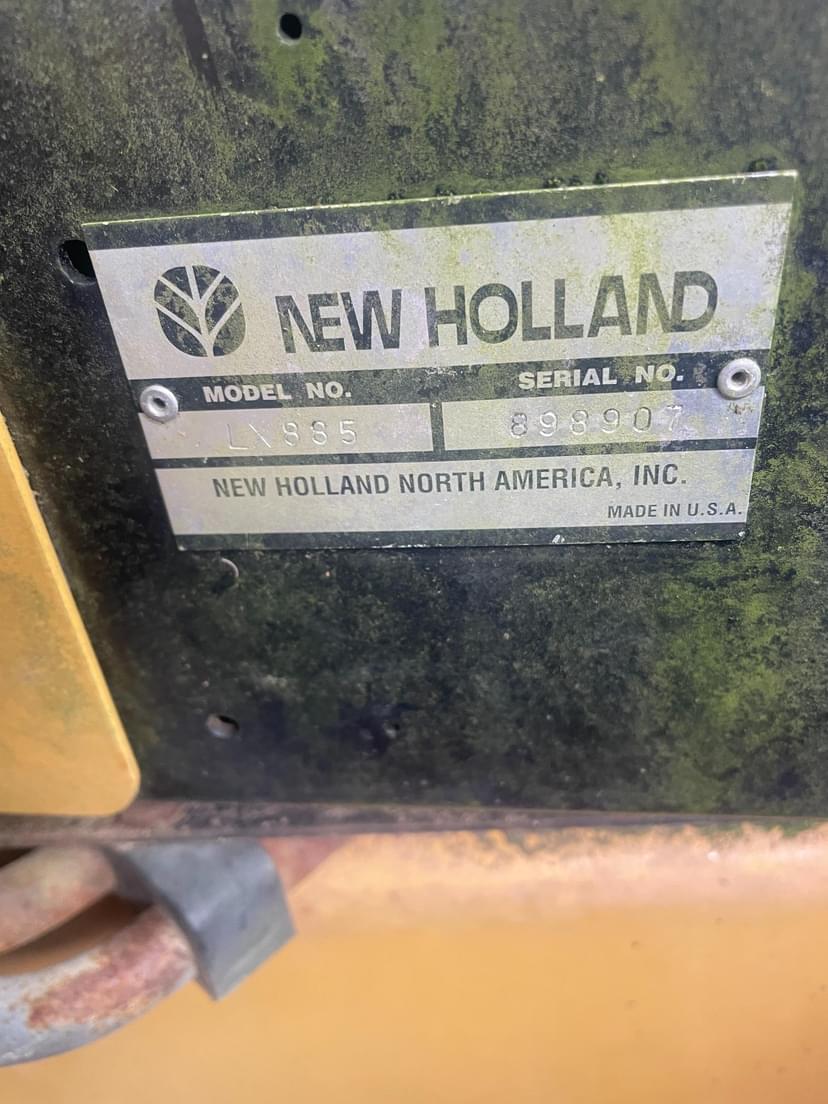 NEW HOLLAND
MODEL NO. SERIAL NO.
LX885 898907
NEW HOLLAND NORTH AMERICA, INC.
MADE IN U.S.A.